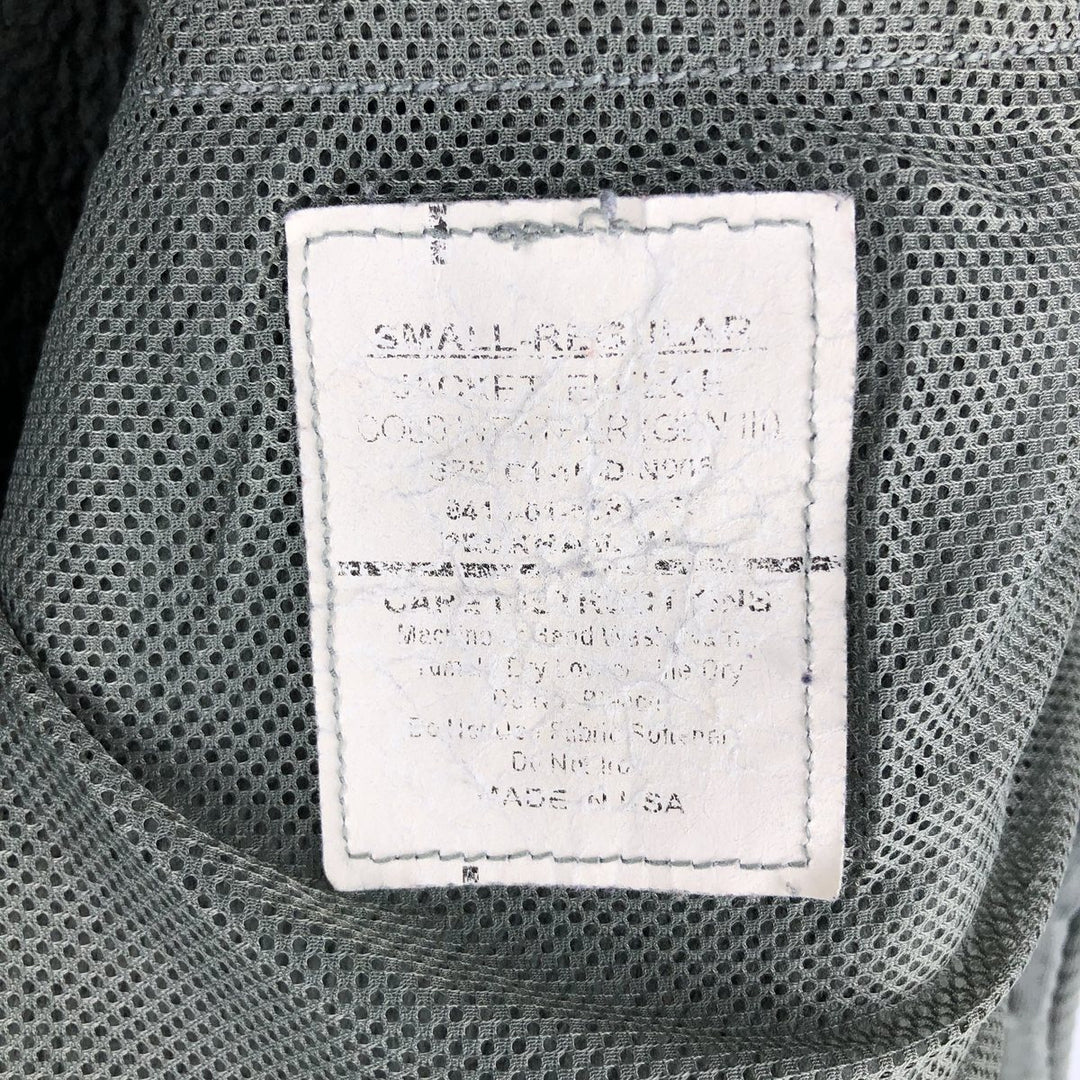 SMALL-REGULAR
JACKET, FLEECE
COLD WEATHER (GEN III)
CARE INSTRUCTIONS
Machine or Hand Wash Warm
Tumble Dry Low or Line Dry
Do Not Bleach
Do Not Use Fabric Softener
Do Not Iron
MADE IN USA